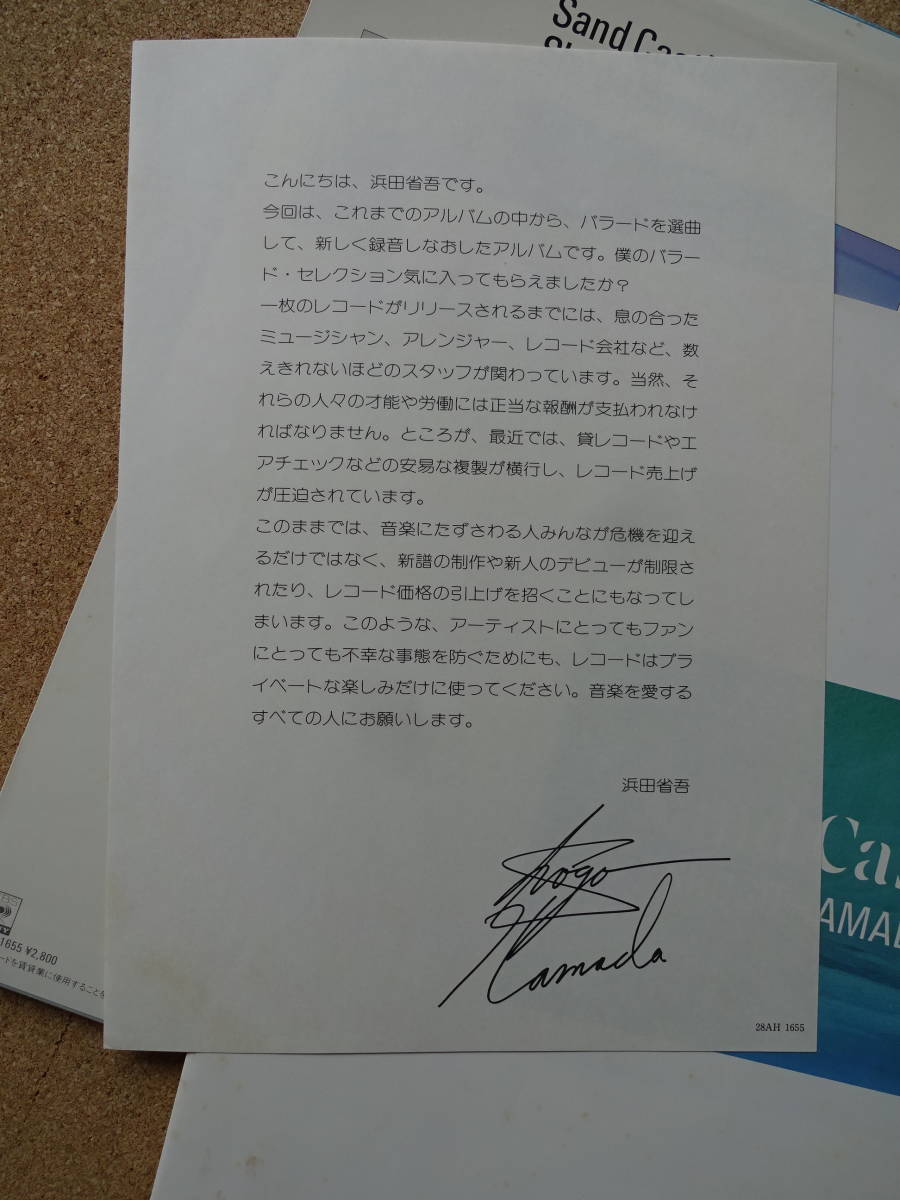 Sand
こんにちは、浜田省吾です。
今回は、これまでのアルバムの中から、バラードを選曲
して、新しく録音しなおしたアルバムです。僕のバラー
ド・セレクション気に入ってもらえましたか？
一枚のレコードがリリースされるまでには、息の合った
ミュージシャン、アレンジャー、レコード会社など、数
えきれないほどのスタッフが関わっています。当然、そ
れらの人々の才能や労働には正当な報酬が支払われなけ
ればなりません。ところが、最近では、貸レコードやエ
アチェックなどの安易な複製が横行し、レコード売上げ
が圧迫されています。
このままでは、音楽にたずさわる人みんなが危機を迎え
るだけではなく、新譜の制作や新人のデビューが制限さ
れたり、レコード価格の引上げを招くことにもなってし
まいます。このような、アーティストにとってもファン
にとっても不幸な事態を防ぐためにも、レコードはプラ
イベートな楽しみだけに使ってください。音楽を愛する
すべての人にお願いします。
浜田省吾
Shogo
Hamada
28AH 1655
1655 ¥2,800
ードを賃貸業に使用することを
Cas
AMA